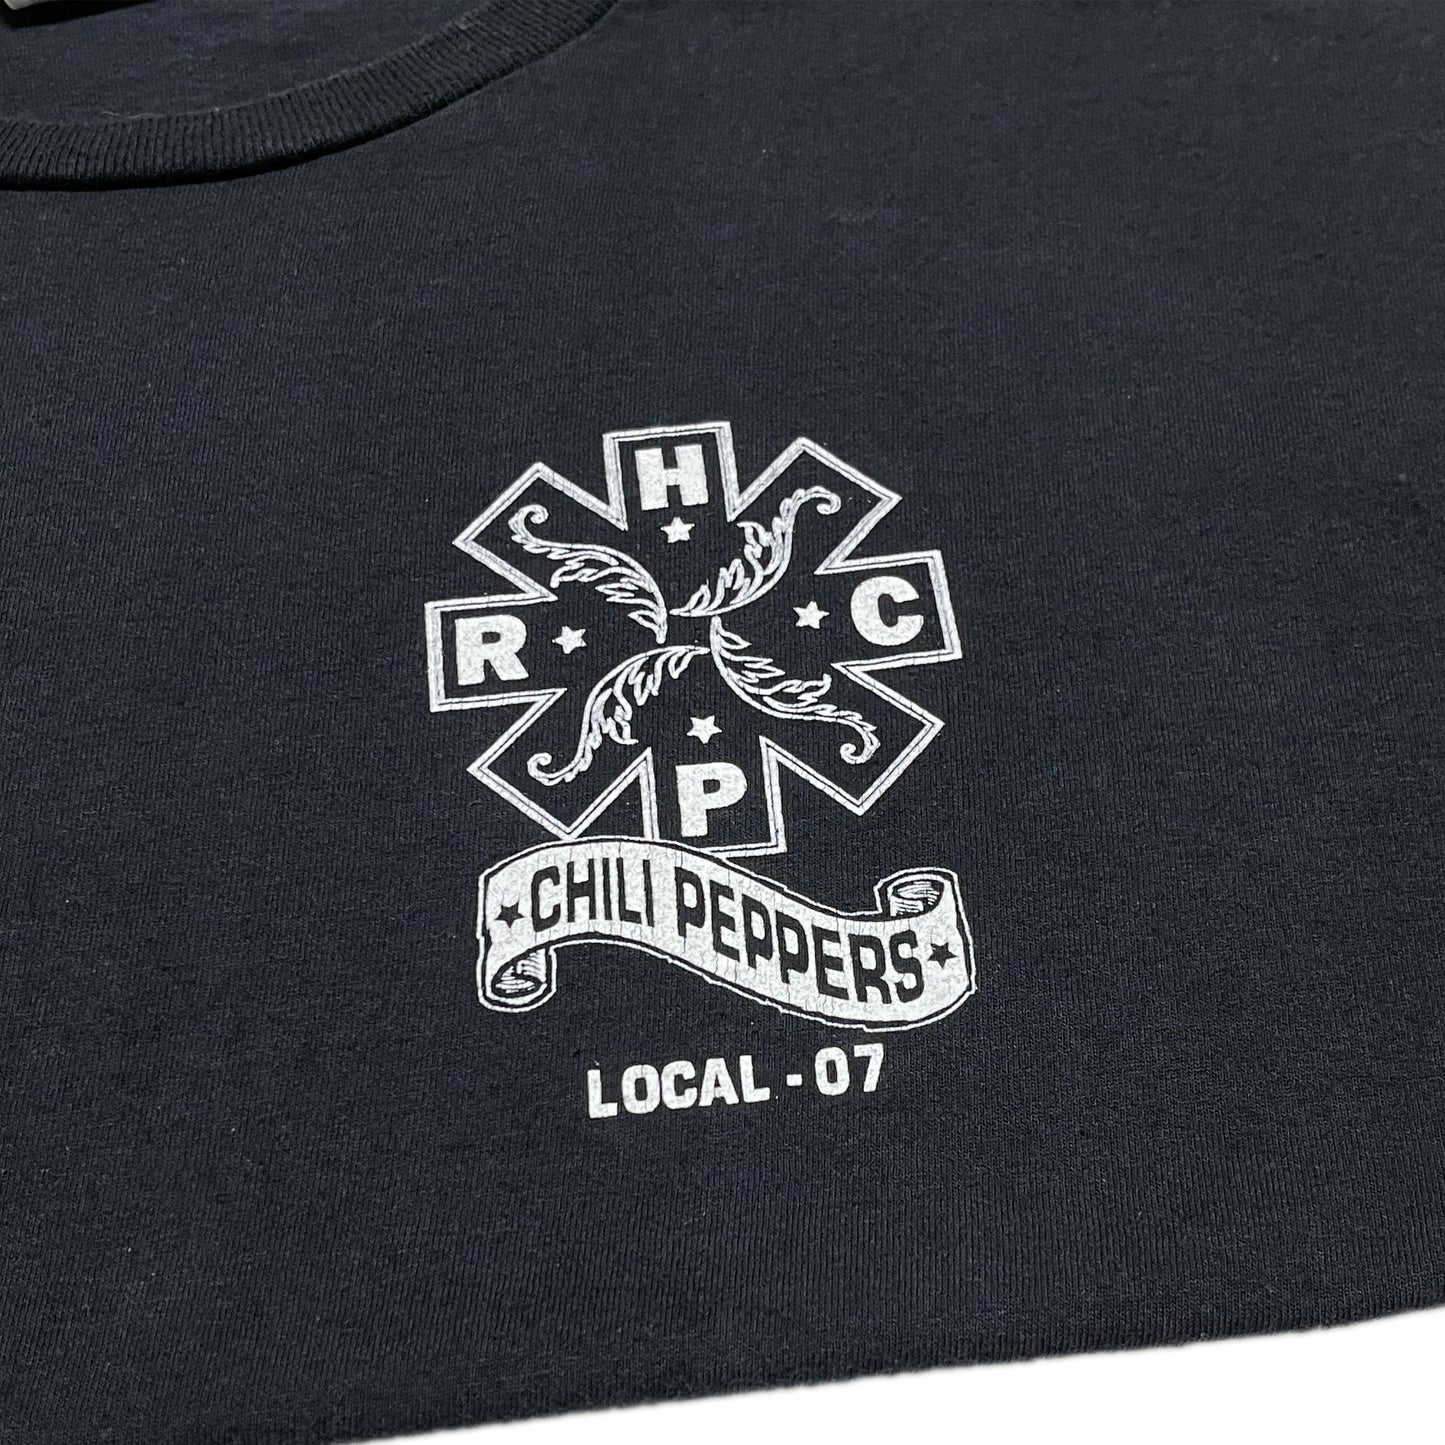 H
R C
P
CHILI PEPPERS
LOCAL - 07